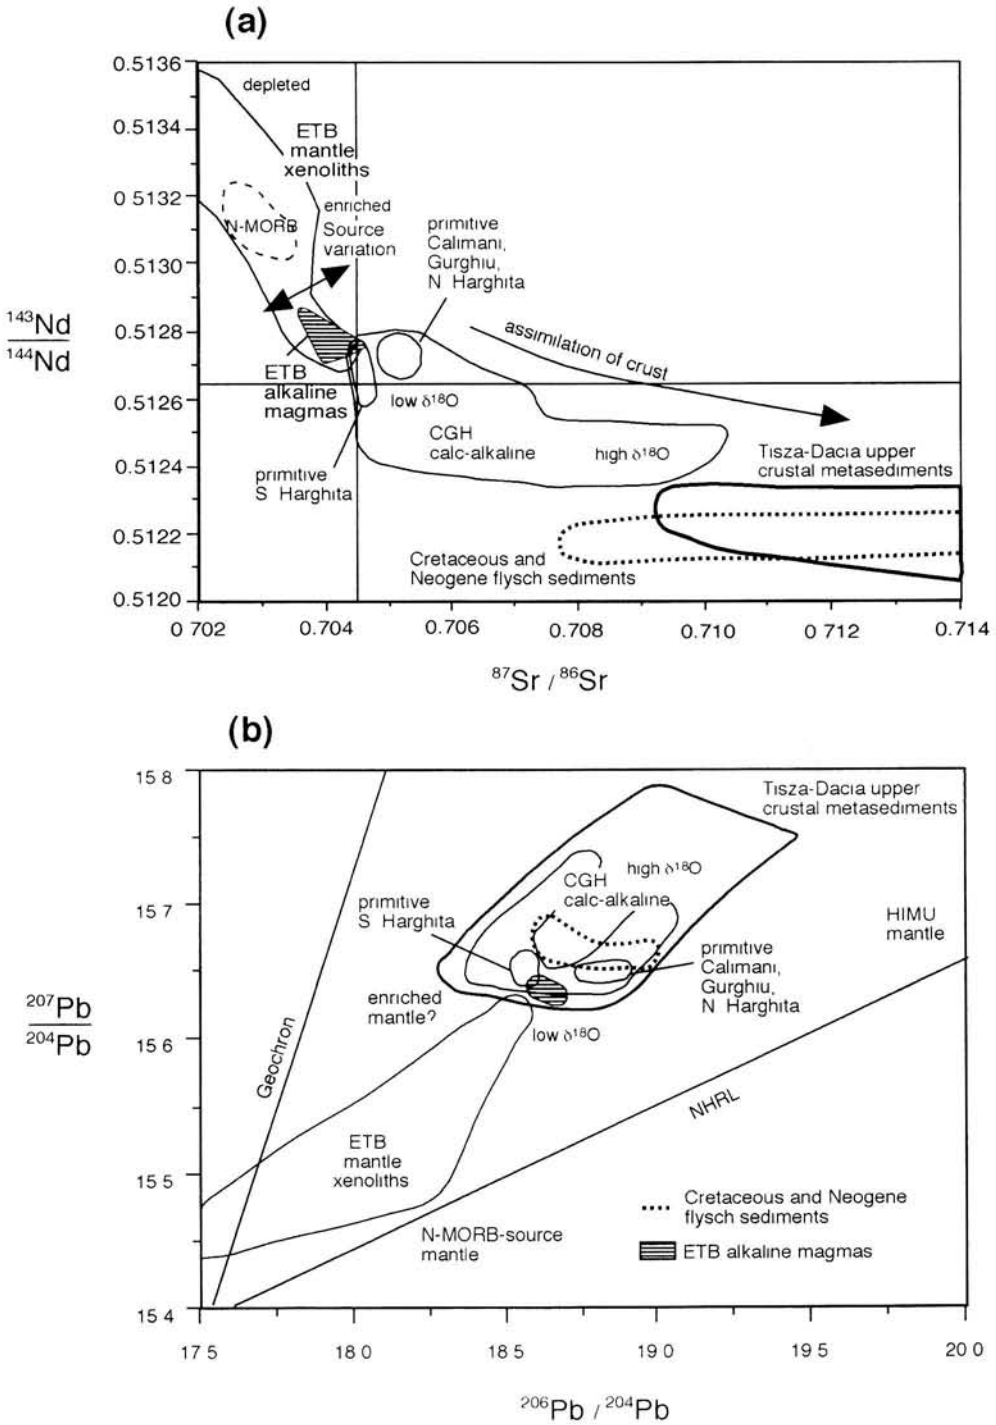 (a)
0.5136
0.5134
0 5132
0.5130
0.5128
0.5126
0.5124
0.5122
0.5120
143Nd
144Nd
depleted
ETB
mantle
xenoliths
enriched
Source
variation
N-MORB
primitive
Calimani,
Gurghiu,
N Harghita
assimilation of crust
ETB
alkaline
magmas
low δ18O
CGH
calc-alkaline
high δ18O
primitive
S Harghita
Tisza-Dacia upper
crustal metasediments
Cretaceous and
Neogene flysch sediments
0 702
0.704
0.706
0.708
0.710
0 712
0.714
87Sr / 86Sr
(b)
15 8
15 7
15 6
15 5
15 4
207Pb
204Pb
Tisza-Dacia upper
crustal metasediments
high δ18O
CGH
calc-alkaline
primitive
S Harghita
HIMU
mantle
primitive
Calimani,
Gurghiu,
N Harghita
enriched
mantle?
low δ18O
Geochron
NHRL
ETB
mantle
xenoliths
N-MORB-source
mantle
Cretaceous and Neogene
flysch sediments
ETB alkaline magmas
17 5
18 0
18 5
19 0
19 5
20 0
206Pb / 204Pb